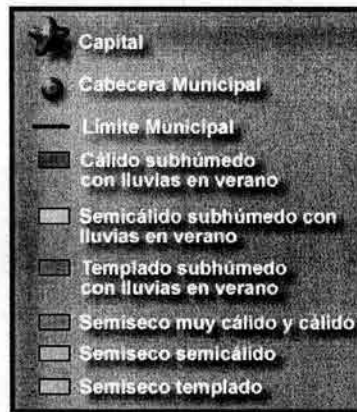 Capital
Cabecera Municipal
Límite Municipal
Cálido subhúmedo
con lluvias en verano
Semicálido subhúmedo con
lluvias en verano
Templado subhúmedo
con lluvias en verano
Semiseco muy cálido y cálido
Semiseco semicálido
Semiseco templado